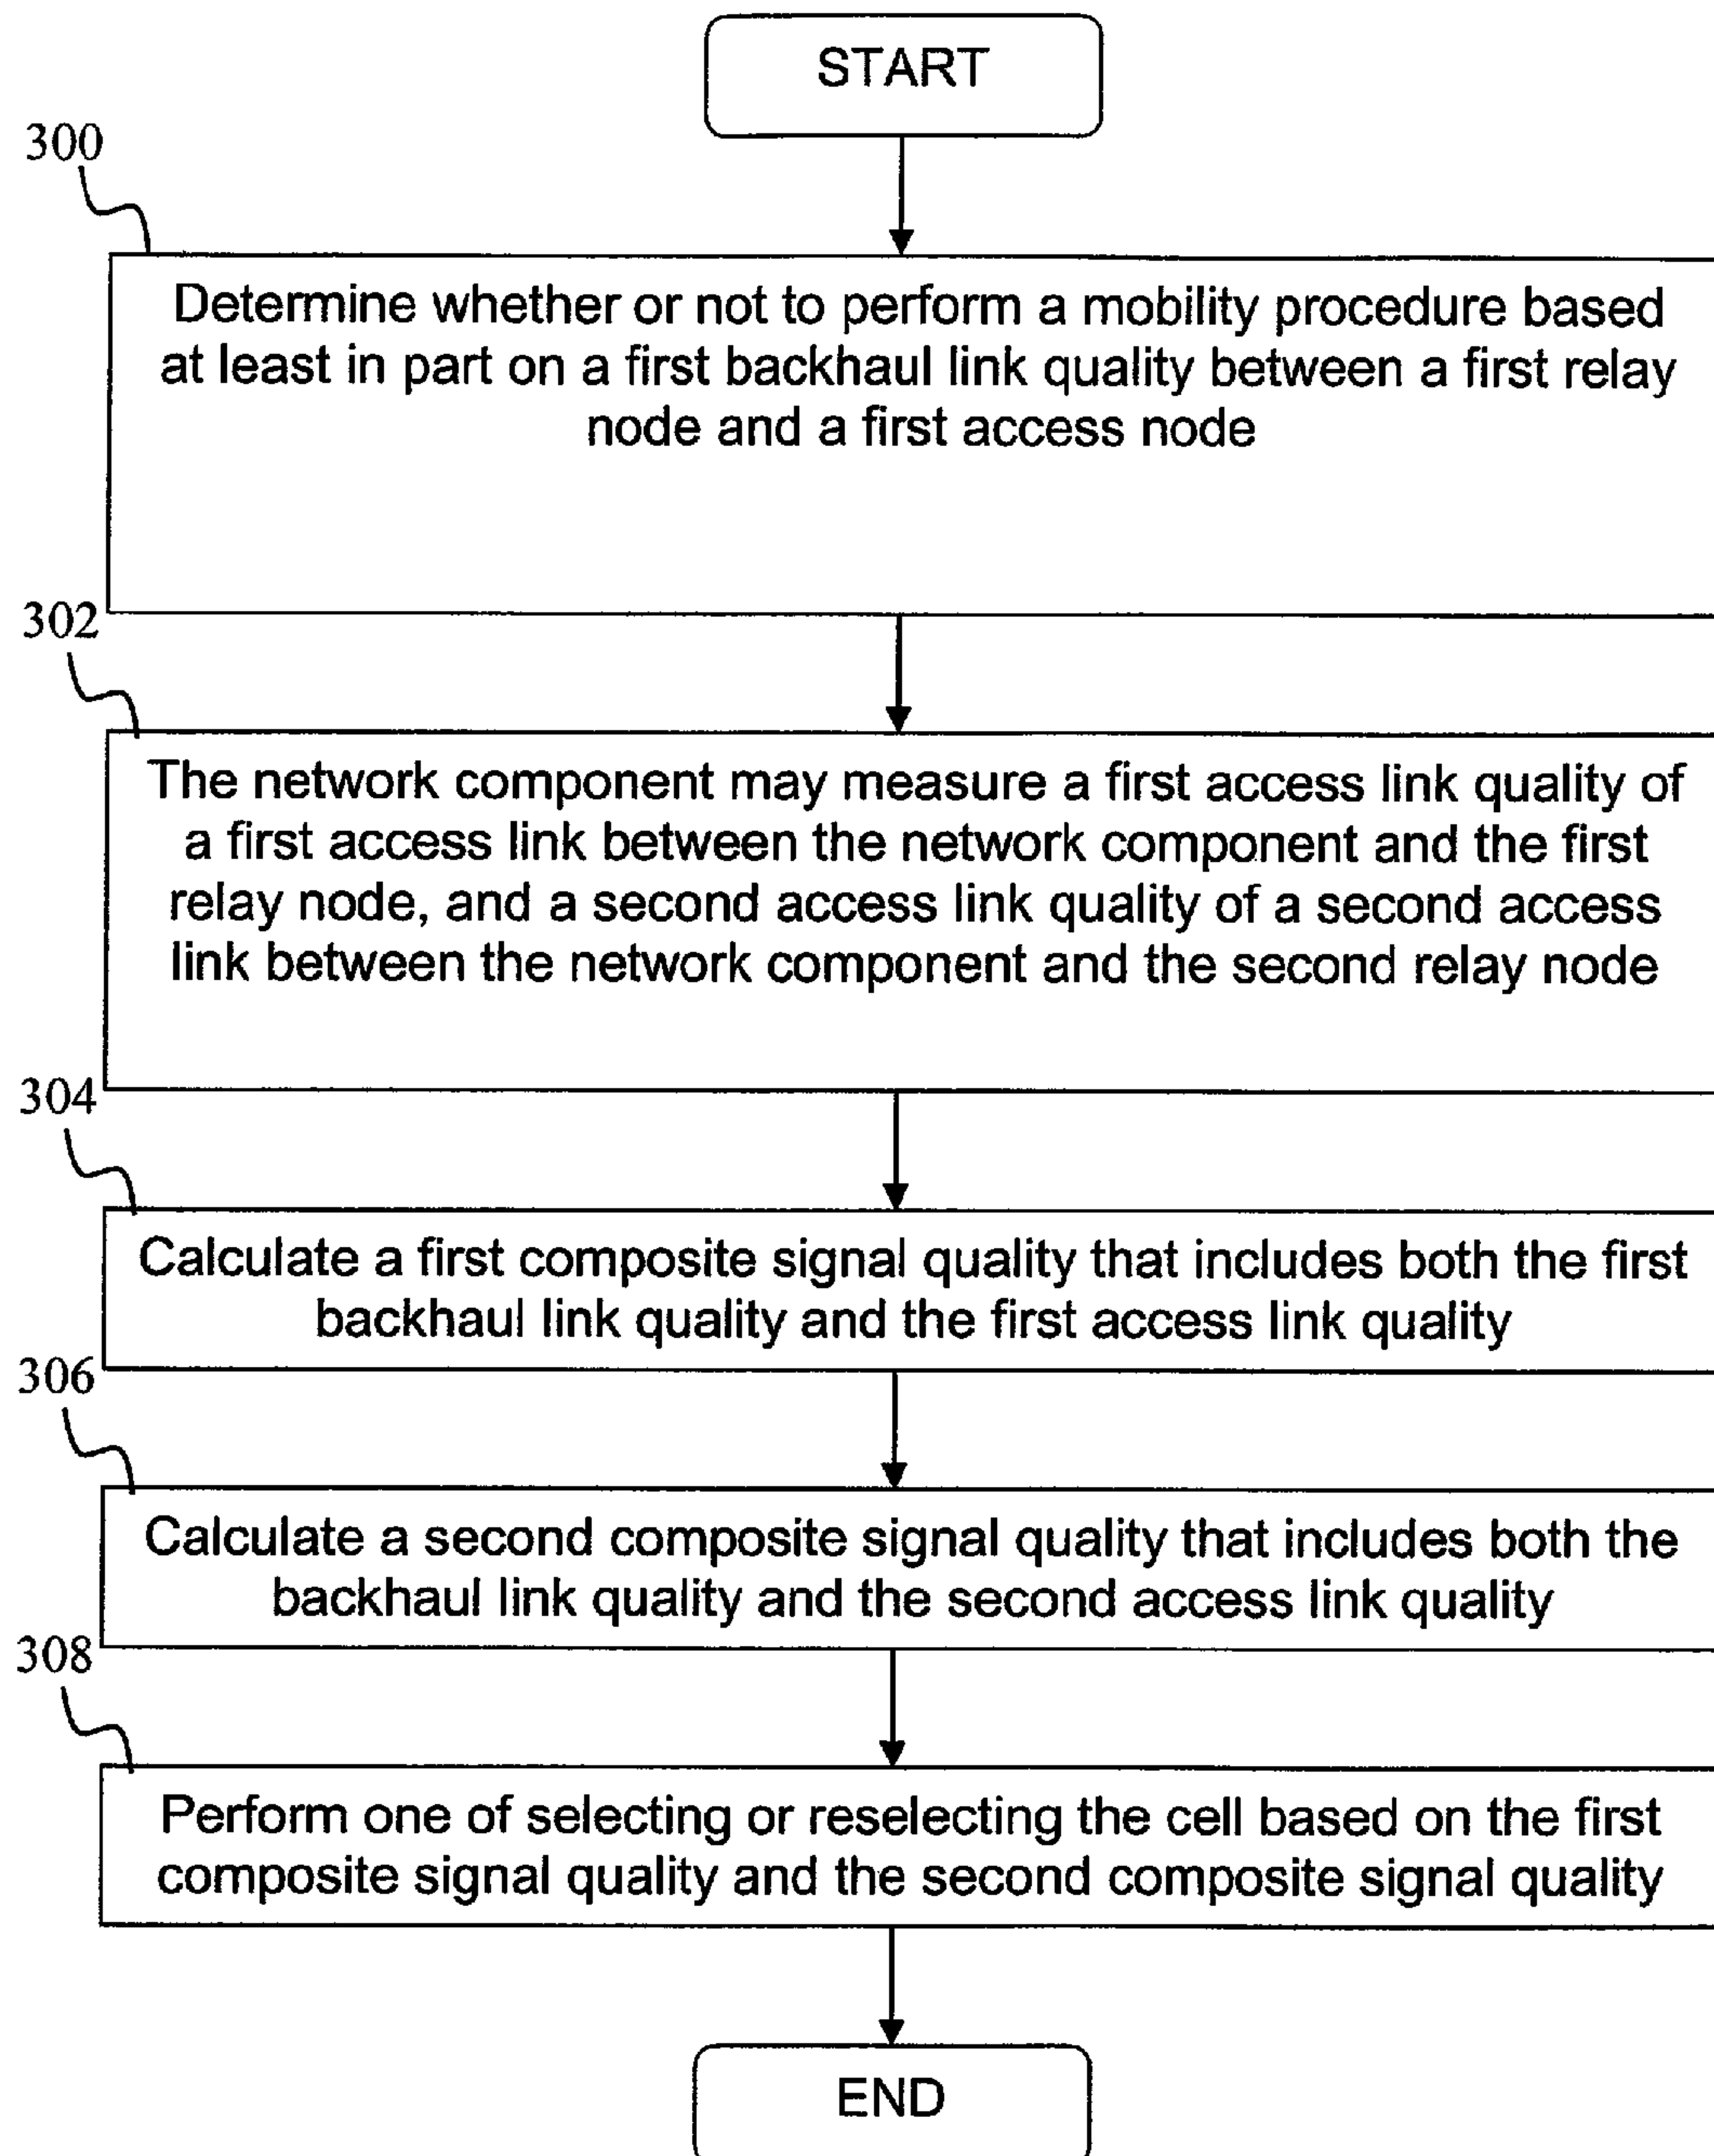 START
300
Determine whether or not to perform a mobility procedure based
at least in part on a first backhaul link quality between a first relay
node and a first access node
302
The network component may measure a first access link quality of
a first access link between the network component and the first
relay node, and a second access link quality of a second access
link between the network component and the second relay node
304
Calculate a first composite signal quality that includes both the first
backhaul link quality and the first access link quality
306
Calculate a second composite signal quality that includes both the
backhaul link quality and the second access link quality
308
Perform one of selecting or reselecting the cell based on the first
composite signal quality and the second composite signal quality
END